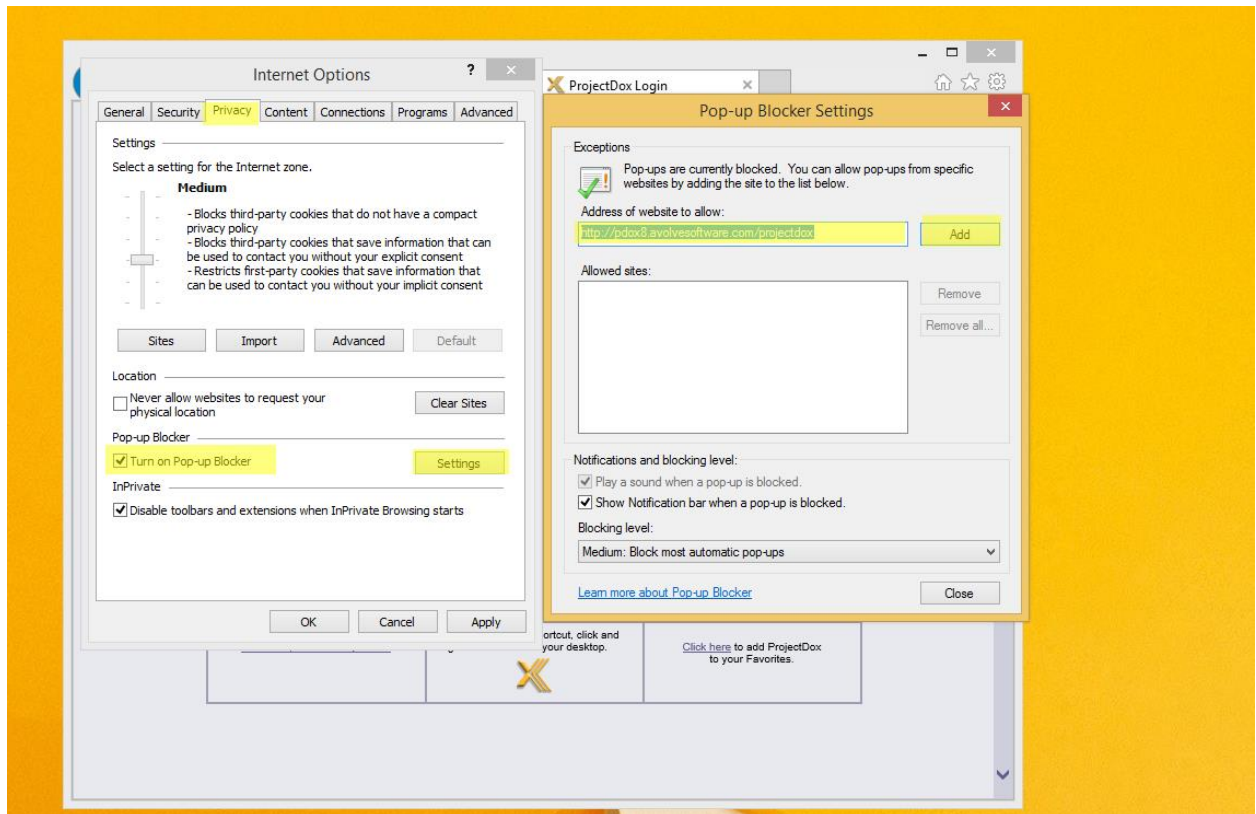 Internet Options
?
General Security Privacy Content Connections Programs Advanced
Settings
Select a setting for the Internet zone.
Medium
- Blocks third-party cookies that do not have a compact
privacy policy
- Blocks third-party cookies that save information that can
be used to contact you without your explicit consent
- Restricts first-party cookies that save information that
can be used to contact you without your implicit consent
Sites Import Advanced Default
Location
Never allow websites to request your
physical location
Clear Sites
Pop-up Blocker
Turn on Pop-up Blocker
Settings
InPrivate
Disable toolbars and extensions when InPrivate Browsing starts
OK Cancel Apply
ProjectDox Login
Pop-up Blocker Settings
Exceptions
Pop-ups are currently blocked. You can allow pop-ups from specific
websites by adding the site to the list below.
Address of website to allow:
http://pdox8.avolvesoftware.com/projectdox
Add
Allowed sites:
Remove
Remove all...
Notifications and blocking level:
Play a sound when a pop-up is blocked.
Show Notification bar when a pop-up is blocked.
Blocking level:
Medium: Block most automatic pop-ups
Learn more about Pop-up Blocker
Close
ortcut, click and
your desktop.
Click here to add ProjectDox
to your Favorites.